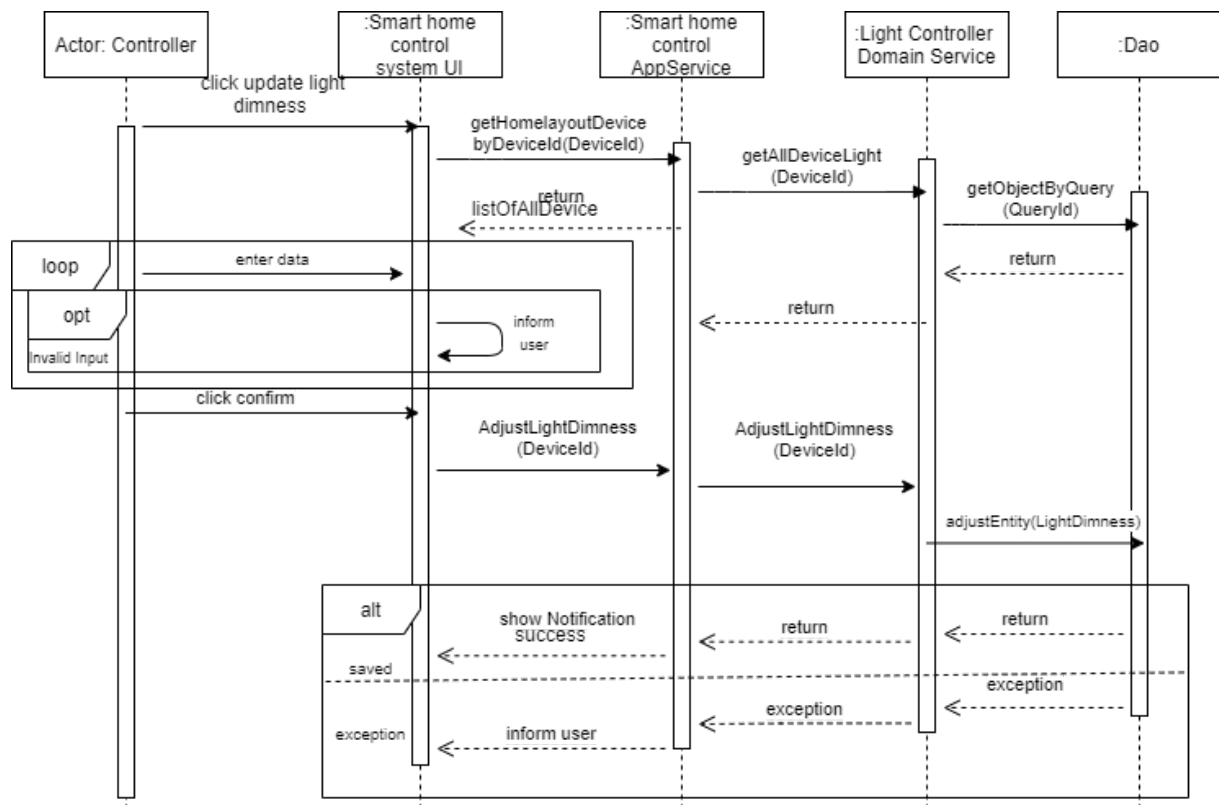 Actor: Controller
:Smart home
control
system UI
:Smart home
control
AppService
:Light Controller
Domain Service
:Dao
click update light
dimness
getHomelayoutDevice
byDeviceId(DeviceId)
getAllDeviceLight
(DeviceId)
getObjectByQuery
(QueryId)
return
listOfAllDevice
loop
enter data
return
opt
inform
user
return
Invalid Input
click confirm
AdjustLightDimness
(DeviceId)
AdjustLightDimness
(DeviceId)
adjustEntity(LightDimness)
alt
show Notification
success
return
return
saved
exception
exception
exception
inform user